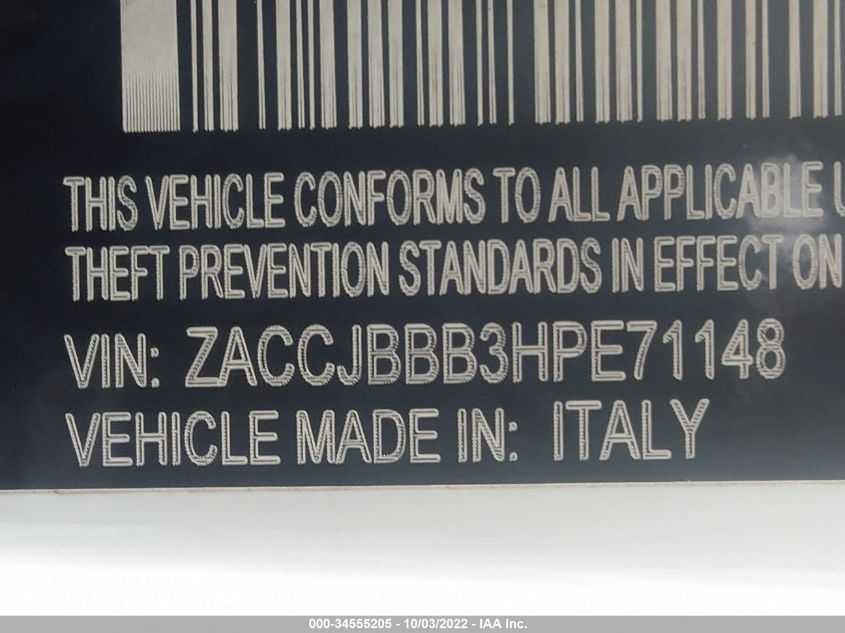 THIS VEHICLE CONFORMS TO ALL APPLICABLE
THEFT PREVENTION STANDARDS IN EFFECT ON
VIN: ZACCJBBB3HPE71148
VEHICLE MADE IN: ITALY
000-34555205 - 10/03/2022 - IAA Inc.